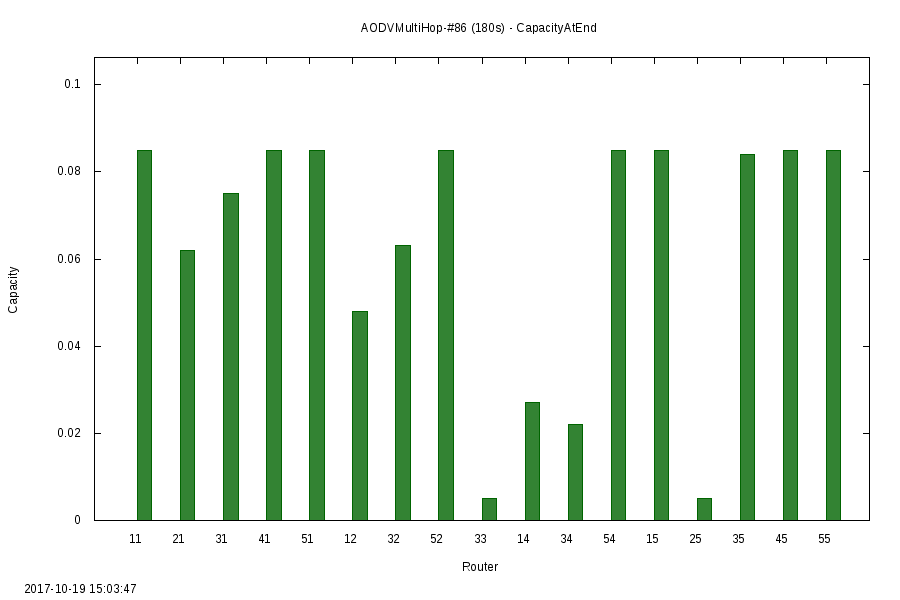 AODVMultiHop-#86 (180s) - CapacityAtEnd
0.1
0.08
0.06
0.04
0.02
0
Capacity
11 21 31 41 51 12 32 52 33 14 34 54 15 25 35 45 55
Router
2017-10-19 15:03:47